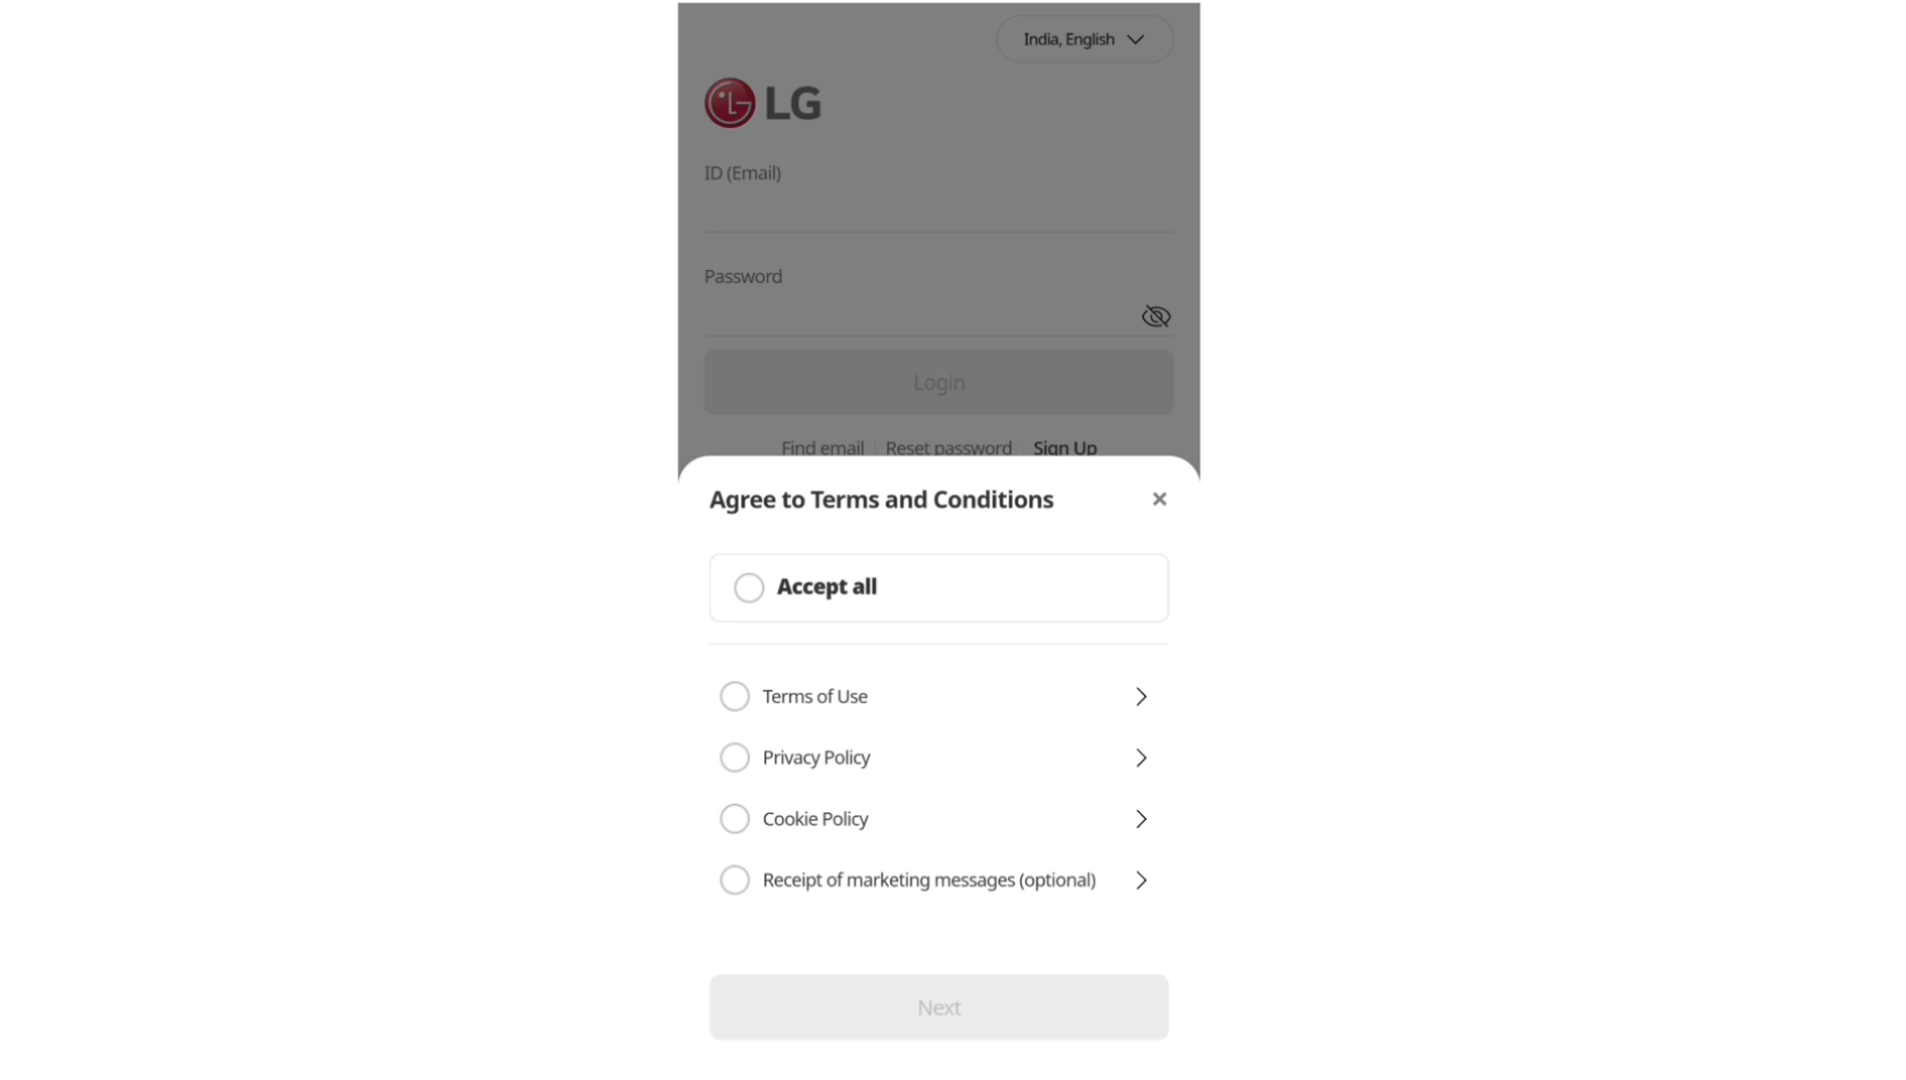 India, English
LG
ID (Email)
Password
Login
Find email | Reset password | Sign Up
Agree to Terms and Conditions
Accept all
Terms of Use
Privacy Policy
Cookie Policy
Receipt of marketing messages (optional)
Next